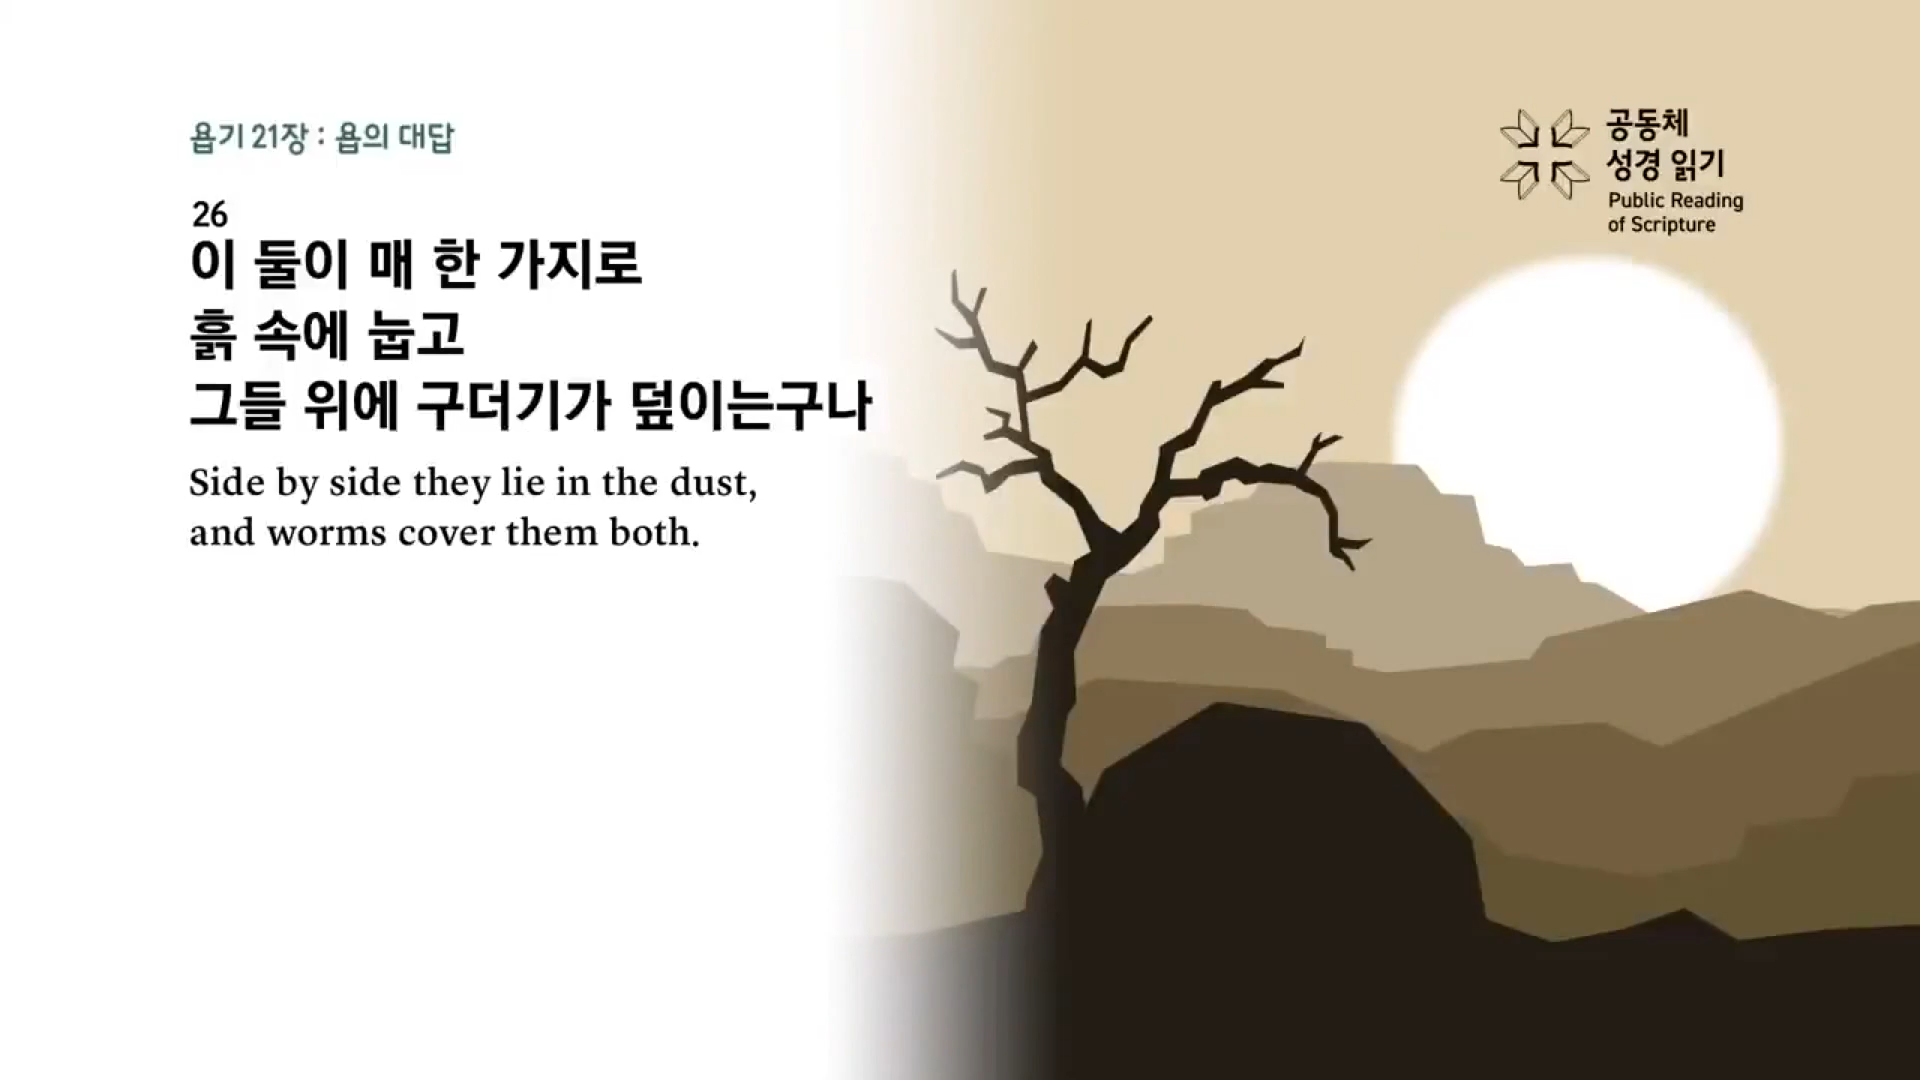 욥기 21장 : 욥의 대답
26
이 둘이 매 한 가지로
흙 속에 눕고
그들 위에 구더기가 덮이는구나
Side by side they lie in the dust,
and worms cover them both.
공동체
성경 읽기
Public Reading
of Scripture